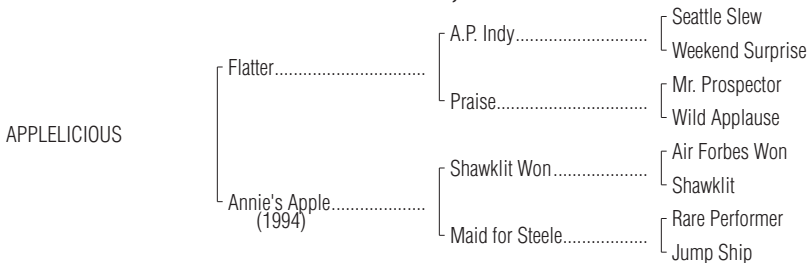 Seattle Slew
A.P. Indy
Weekend Surprise
Flatter
Mr. Prospector
Praise
Wild Applause
APPLELICIOUS
Air Forbes Won
Shawklit Won
Shawklit
Annie's Apple
(1994)
Rare Performer
Maid for Steele
Jump Ship